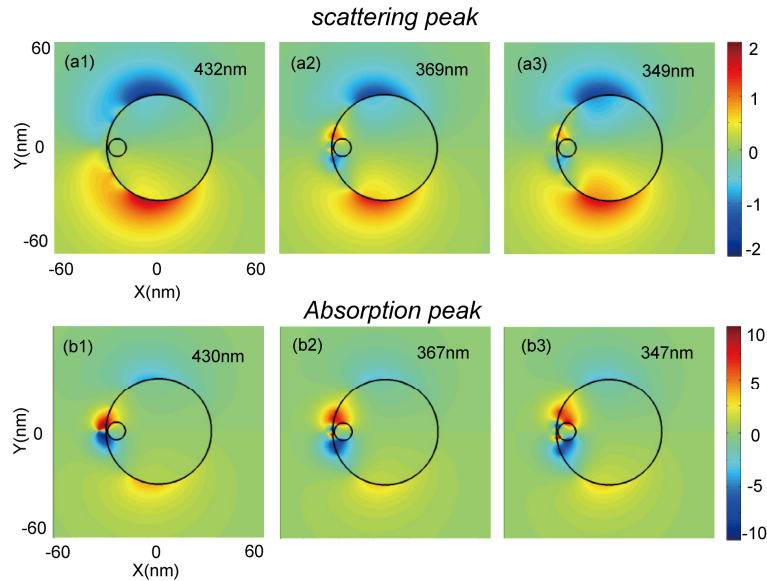 scattering peak
60
0
-60
Y(nm)
(a1)
432nm
(a2)
369nm
(a3)
349nm
2
1
0
-1
-2
-60
0
60
X(nm)
Absorption peak
60
0
-60
Y(nm)
(b1)
430nm
(b2)
367nm
(b3)
347nm
10
5
0
-5
-10
-60
0
60
X(nm)